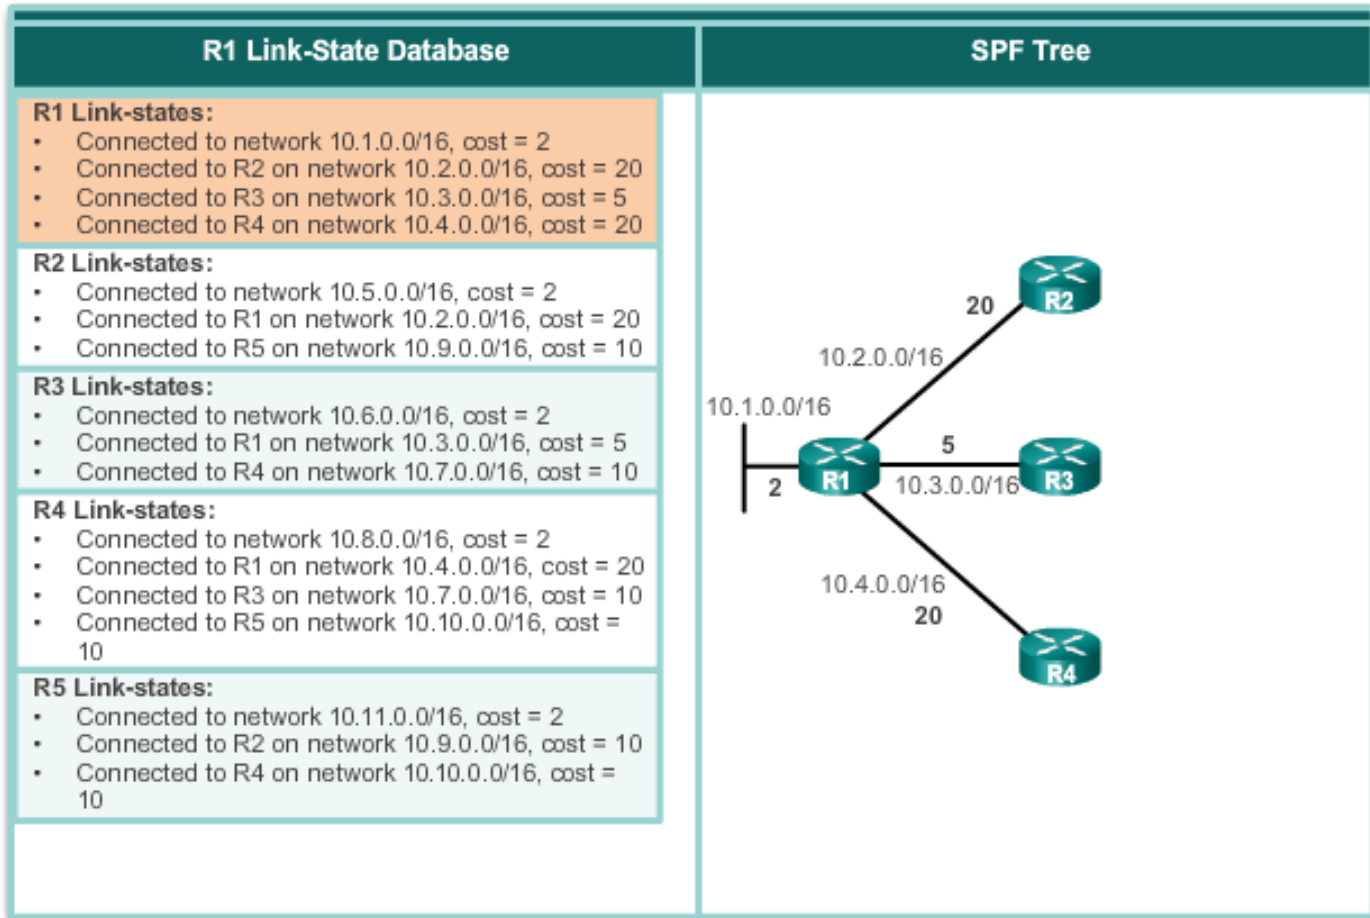 R1 Link-State Database
SPF Tree
R1 Link-states:
• Connected to network 10.1.0.0/16, cost = 2
• Connected to R2 on network 10.2.0.0/16, cost = 20
• Connected to R3 on network 10.3.0.0/16, cost = 5
• Connected to R4 on network 10.4.0.0/16, cost = 20
R2 Link-states:
• Connected to network 10.5.0.0/16, cost = 2
• Connected to R1 on network 10.2.0.0/16, cost = 20
• Connected to R5 on network 10.9.0.0/16, cost = 10
R3 Link-states:
• Connected to network 10.6.0.0/16, cost = 2
• Connected to R1 on network 10.3.0.0/16, cost = 5
• Connected to R4 on network 10.7.0.0/16, cost = 10
R4 Link-states:
• Connected to network 10.8.0.0/16, cost = 2
• Connected to R1 on network 10.4.0.0/16, cost = 20
• Connected to R3 on network 10.7.0.0/16, cost = 10
• Connected to R5 on network 10.10.0.0/16, cost =
10
R5 Link-states:
• Connected to network 10.11.0.0/16, cost = 2
• Connected to R2 on network 10.9.0.0/16, cost = 10
• Connected to R4 on network 10.10.0.0/16, cost =
10
R2
20
10.2.0.0/16
10.1.0.0/16
5
2
R1
10.3.0.0/16
R3
10.4.0.0/16
20
R4